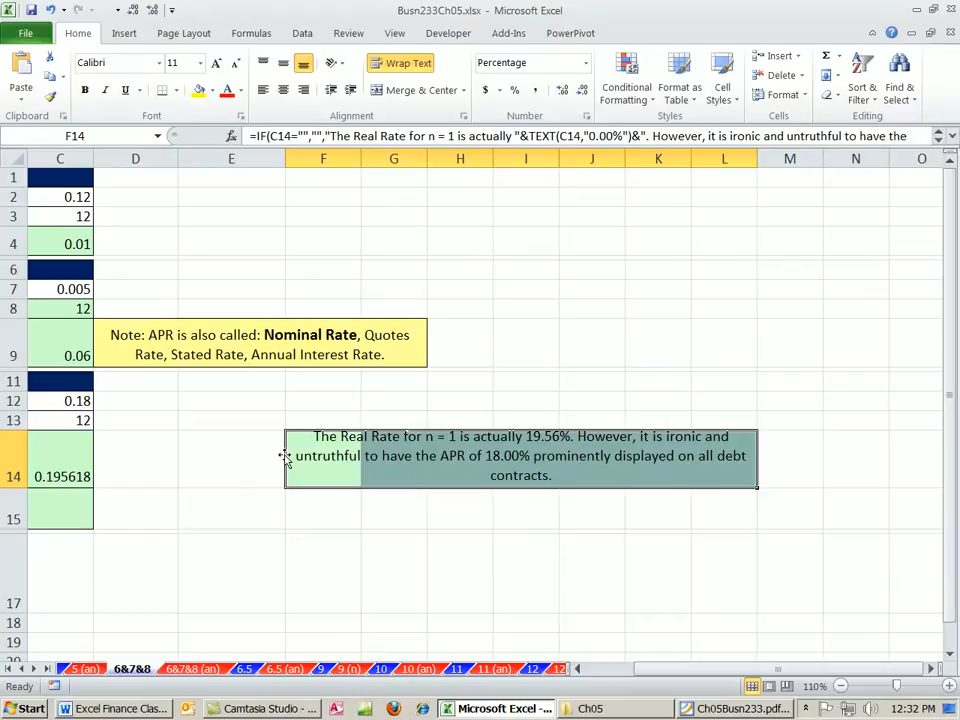 Busn233Ch05.xlsx - Microsoft Excel
File Home Insert Page Layout Formulas Data Review View Developer Add-Ins PowerPivot
Calibri 11 Wrap Text Percentage Insert
Paste B I U Merge & Center $ % , Conditional Formatting Format as Table Cell Styles Delete Format Sort & Filter Find & Select
Clipboard Font Alignment Number Styles Cells Editing
F14 fx =IF(C14="","","The Real Rate for n = 1 is actually "&TEXT(C14,"0.00%")&". However, it is ironic and untruthful to have the
C D E F G H I J K L M N O
1
2 0.12
3 12
4 0.01
6
7 0.005
8 12
9 0.06
Note: APR is also called: Nominal Rate, Quotes
Rate, Stated Rate, Annual Interest Rate.
11
12 0.18
13 12
14 0.195618
The Real Rate for n = 1 is actually 19.56%. However, it is ironic and
untruthful to have the APR of 18.00% prominently displayed on all debt
contracts.
15
17
18
19
20
5 (an) 6&7&8 6&7&8 (an) 6.5 6.5 (an) 9 9 (n) 10 10 (an) 11 11 (an) 12 12
Ready 110%
Start Excel Finance Clas... Camtasia Studio - ... Microsoft Excel -... Ch05 Ch05Busn233.pdf... 12:32 PM